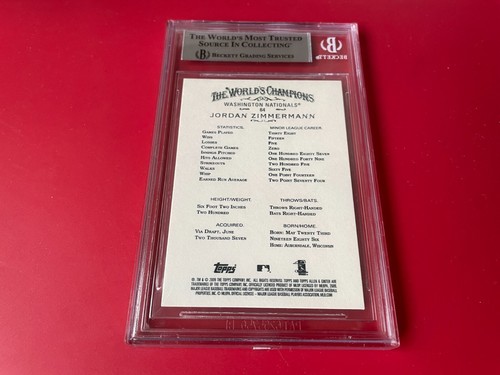 THE WORLD'S MOST TRUSTED
SOURCE IN COLLECTING™
BECKETT GRADING SERVICES
BECKETT
THE WORLD'S CHAMPIONS
WASHINGTON NATIONALS®
JORDAN ZIMMERMANN
STATISTICS. MINOR LEAGUE CAREER.
GAMES PLAYED THIRTY EIGHT
WINS FIFTEEN
LOSSES FIVE
COMPLETE GAMES ZERO
INNINGS PITCHED ONE HUNDRED EIGHTY SEVEN
HITS ALLOWED ONE HUNDRED FORTY NINE
STRIKEOUTS TWO HUNDRED FIVE
WALKS SIXTY FIVE
WHIP ONE POINT FOURTEEN
EARNED RUN AVERAGE TWO POINT SEVENTY FOUR
HEIGHT/WEIGHT. THROWS/BATS.
SIX FOOT TWO INCHES THROWS RIGHT-HANDED
TWO HUNDRED BATS RIGHT-HANDED
ACQUIRED. BORN/HOME.
VIA DRAFT, JUNE BORN: MAY TWENTY THIRD
TWO THOUSAND SEVEN NINETEEN EIGHTY SIX
HOME: AUBURNDALE, WISCONSIN
Topps